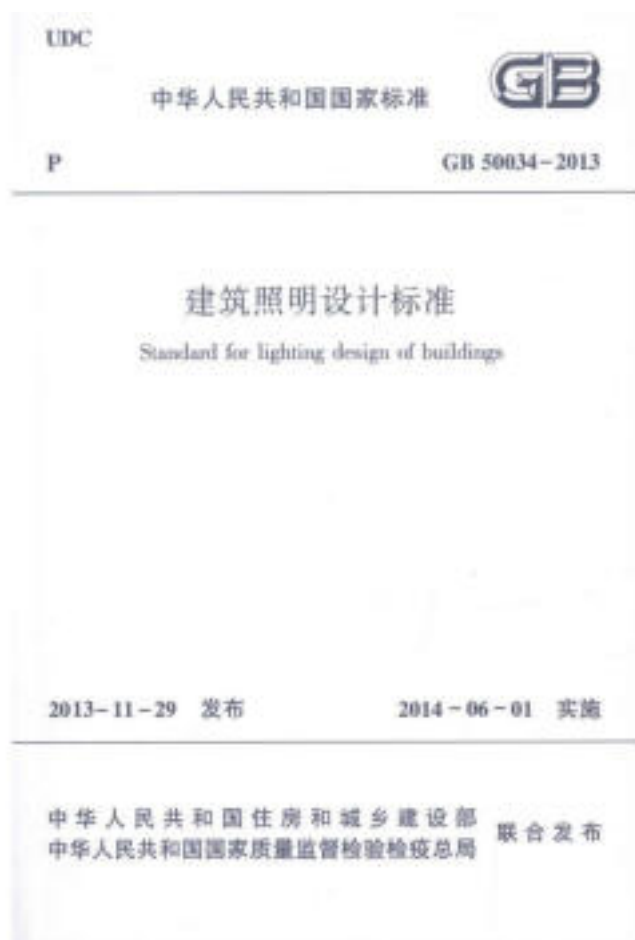 UDC
GB
中华人民共和国国家标准
P
GB 50034-2013
建筑照明设计标准
Standard for lighting design of buildings
2013-11-29 发布
2014-06-01 实施
中华人民共和国住房和城乡建设部
中华人民共和国国家质量监督检验检疫总局
联合发布